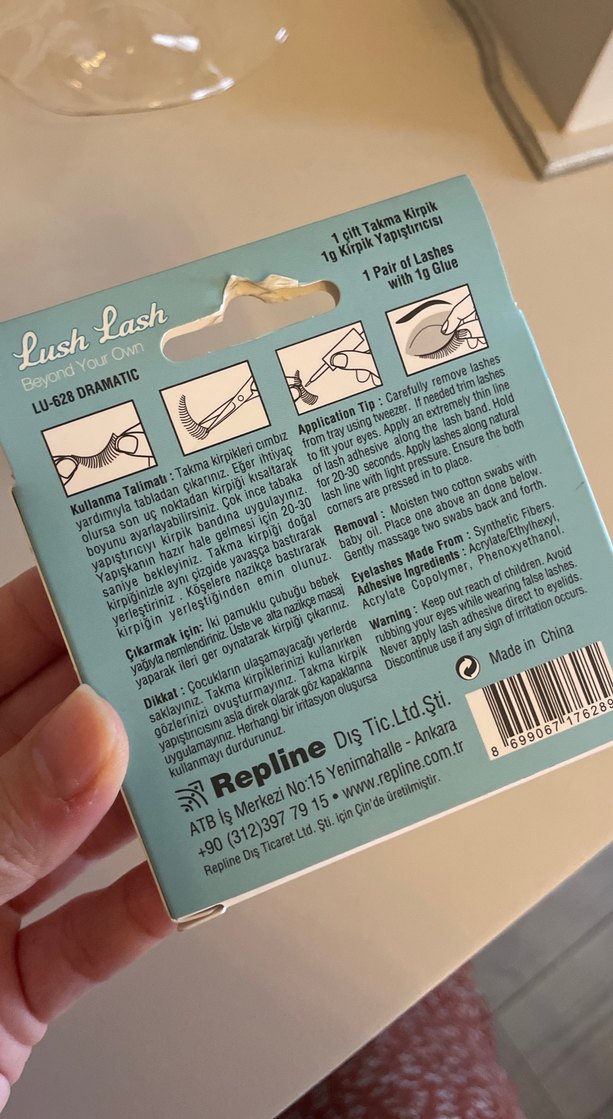 1 çift Takma Kirpik
1g Kirpik Yapıştırıcısı
1 Pair of Lashes
with 1g Glue
Lush Lash
Beyond Your Own
LU-628 DRAMATIC
Kullanma Talimatı : Takma kirpikleri cımbız
yardımıyla tabladan çıkarınız. Eğer ihtiyaç
olursa son uç noktadan kirpiği kısaltarak
boyunu ayarlayabilirsiniz. Çok ince tabaka
yapıştırıcıyı kirpik bandına uygulayınız.
Yapışkanın hazır hale gelmesi için 20-30
saniye bekleyiniz. Takma kirpiği doğal
kirpiğinizle aynı çizgide yavaşça bastırarak
yerleştiriniz . Köşelere nazikçe bastırarak
kirpiğin yerleştiğinden emin olunuz.
Çıkarmak için: İki pamuklu çubuğu bebek
yağıyla nemlendiriniz. Üste ve alta nazikçe masaj
yaparak ileri ger oynatarak kirpiği çıkarınız.
Dikkat : Çocukların ulaşamayacağı yerlerde
saklayınız. Takma kirpiklerinizi kullanırken
gözlerinizi ovuşturmayınız. Takma kirpik
yapıştırıcısını asla direk olarak göz kapaklarına
uygulamayınız. Herhangi bir iritasyon oluşursa
kullanmayı durdurunuz.
Application Tip : Carefully remove lashes
from tray using tweezer. If needed trim lashes
to fit your eyes. Apply an extremely thin line
of lash adhesive along the lash band. Hold
for 20-30 seconds. Apply lashes along natural
lash line with light pressure. Ensure the both
corners are pressed in to place.
Removal : Moisten two cotton swabs with
baby oil. Place one above an done below.
Gently massage two swabs back and forth.
Eyelashes Made From : Synthetic Fibers.
Adhesive Ingredients : Acrylate/Ethylhexyl,
Acrylate Copolymer, Phenoxyetanol.
Warning : Keep out reach of children. Avoid
rubbing your eyes while wearing false lashes.
Never apply lash adhesive direct to eyelids.
Discontinue use if any sign of irritation occurs.
Made in China
8 699067 176289
Repline Dış Tic.Ltd.Şti.
ATB İş Merkezi No:15 Yenimahalle - Ankara
+90 (312)397 79 15 • www.repline.com.tr
Repline Dış Ticaret Ltd. Şti. için Çin'de üretilmiştir.